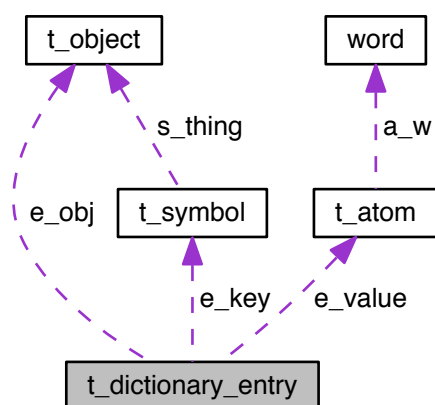 t_object
word
s_thing
a_w
e_obj
t_symbol
t_atom
e_key
e_value
t_dictionary_entry